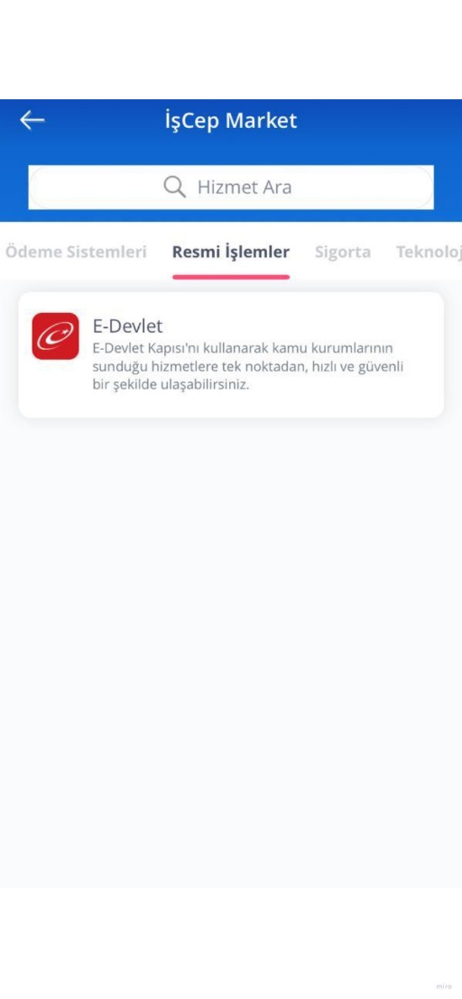 İşCep Market
Hizmet Ara
Ödeme Sistemleri Resmi İşlemler Sigorta Teknoloj
E-Devlet
E-Devlet Kapısı'nı kullanarak kamu kurumlarının
sunduğu hizmetlere tek noktadan, hızlı ve güvenli
bir şekilde ulaşabilirsiniz.
miro